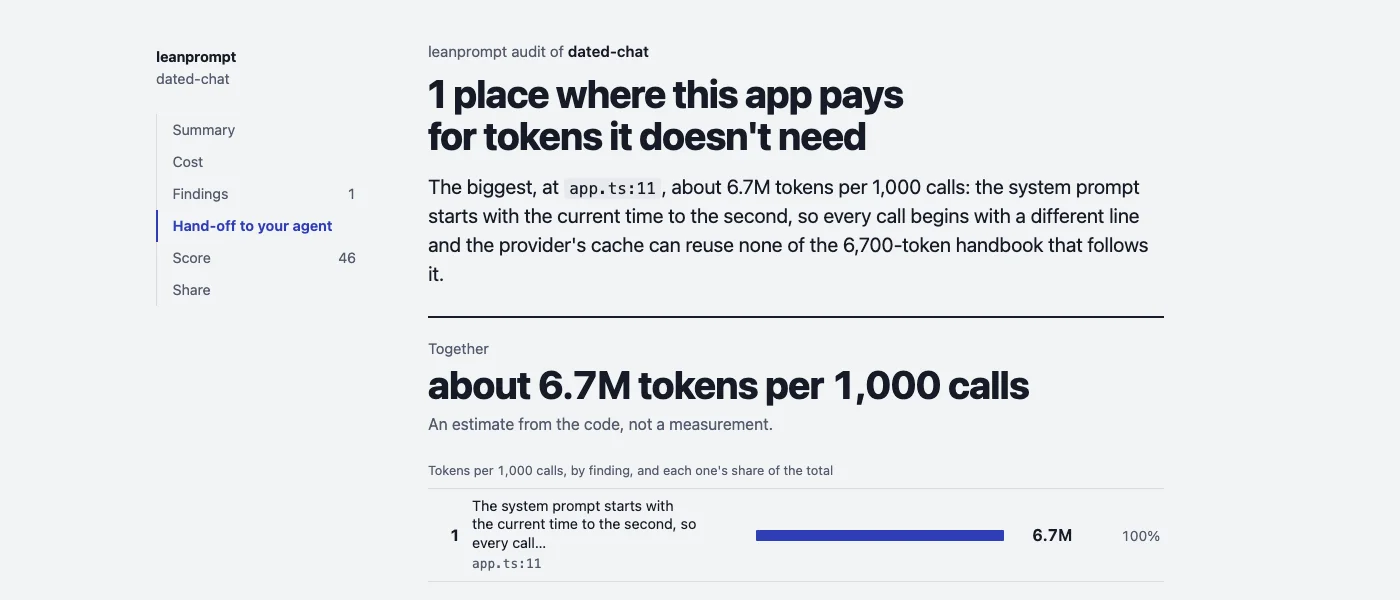 leanprompt
dated-chat
Summary
Cost
Findings 1
Hand-off to your agent
Score 46
Share
leanprompt audit of dated-chat
1 place where this app pays
for tokens it doesn't need
The biggest, at app.ts:11, about 6.7M tokens per 1,000 calls: the system prompt
starts with the current time to the second, so every call begins with a different line
and the provider's cache can reuse none of the 6,700-token handbook that follows
it.
Together
about 6.7M tokens per 1,000 calls
An estimate from the code, not a measurement.
Tokens per 1,000 calls, by finding, and each one's share of the total
The system prompt starts with
the current time to the second, so
1 every call... 6.7M 100%
app.ts:11